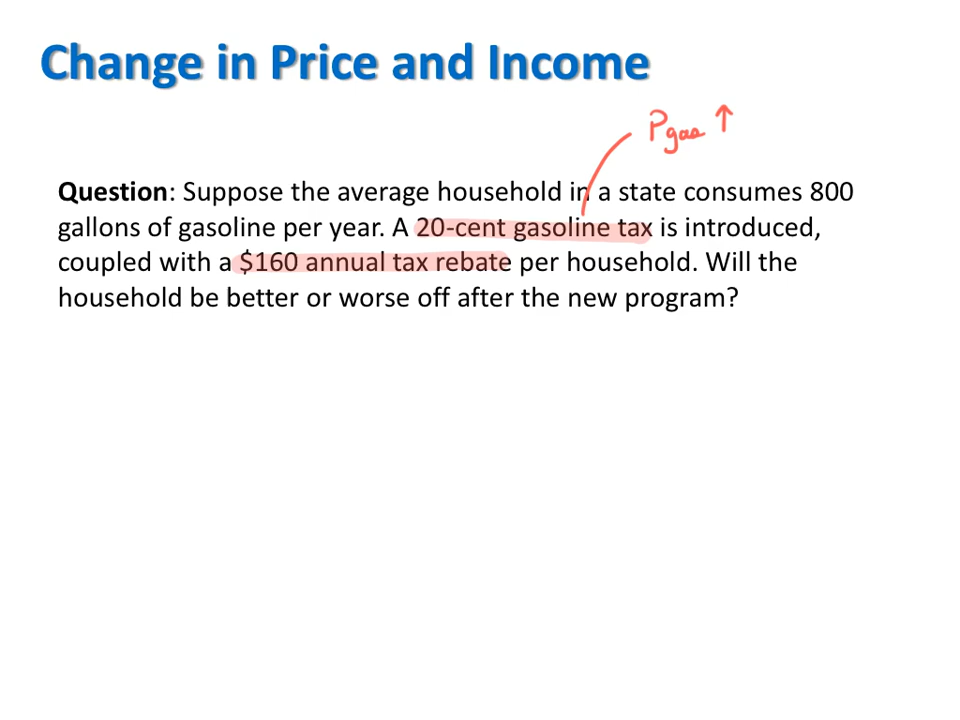 Change in Price and Income
Pgas ↑
Question: Suppose the average household in a state consumes 800
gallons of gasoline per year. A 20-cent gasoline tax is introduced,
coupled with a $160 annual tax rebate per household. Will the
household be better or worse off after the new program?